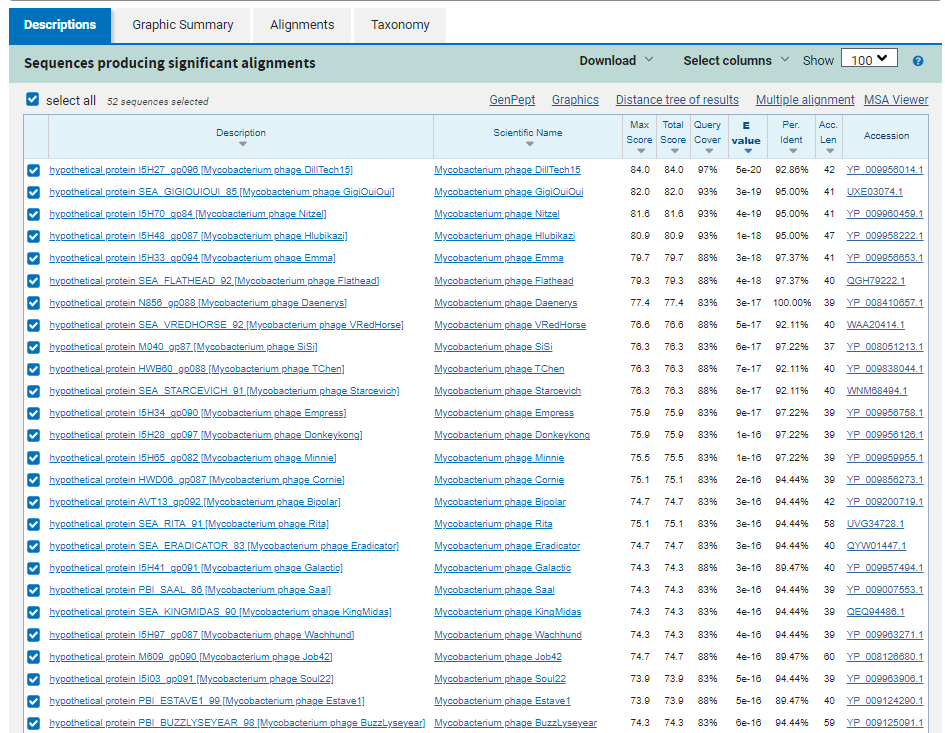 Descriptions Graphic Summary Alignments Taxonomy
Sequences producing significant alignments Download Select columns Show 100 ?
select all 52 sequences selected GenPept Graphics Distance tree of results Multiple alignment MSA Viewer
Description Scientific Name Max Score Total Score Query Cover E value Per. Ident Acc. Len Accession
hypothetical protein I5H27_gp096 [Mycobacterium phage DillTech15] Mycobacterium phage DillTech15 84.0 84.0 97% 5e-20 92.86% 42 YP_009956014.1
hypothetical protein SEA_GIGIOUIOUI_85 [Mycobacterium phage GigiOuiOui] Mycobacterium phage GigiOuiOui 82.0 82.0 93% 3e-19 95.00% 41 UXE03074.1
hypothetical protein I5H70_gp84 [Mycobacterium phage Nitzel] Mycobacterium phage Nitzel 81.6 81.6 93% 4e-19 95.00% 41 YP_009960459.1
hypothetical protein I5H48_gp087 [Mycobacterium phage Hlubikazi] Mycobacterium phage Hlubikazi 80.9 80.9 93% 1e-18 95.00% 47 YP_009958222.1
hypothetical protein I5H33_gp094 [Mycobacterium phage Emma] Mycobacterium phage Emma 79.7 79.7 88% 3e-18 97.37% 41 YP_009956653.1
hypothetical protein SEA_FLATHEAD_92 [Mycobacterium phage Flathead] Mycobacterium phage Flathead 79.3 79.3 88% 4e-18 97.37% 40 QGH79222.1
hypothetical protein N856_gp088 [Mycobacterium phage Daenerys] Mycobacterium phage Daenerys 77.4 77.4 83% 3e-17 100.00% 39 YP_008410657.1
hypothetical protein SEA_VREDHORSE_92 [Mycobacterium phage VRedHorse] Mycobacterium phage VRedHorse 76.6 76.6 88% 5e-17 92.11% 40 WAA20414.1
hypothetical protein M040_gp87 [Mycobacterium phage SiSi] Mycobacterium phage SiSi 76.3 76.3 83% 6e-17 97.22% 37 YP_008051213.1
hypothetical protein HWB60_gp088 [Mycobacterium phage TChen] Mycobacterium phage TChen 76.3 76.3 88% 7e-17 92.11% 40 YP_009838044.1
hypothetical protein SEA_STARCEVICH_91 [Mycobacterium phage Starcevich] Mycobacterium phage Starcevich 76.3 76.3 88% 8e-17 92.11% 40 WNM68494.1
hypothetical protein I5H34_gp090 [Mycobacterium phage Empress] Mycobacterium phage Empress 75.9 75.9 83% 9e-17 97.22% 39 YP_009956758.1
hypothetical protein I5H28_gp097 [Mycobacterium phage Donkeykong] Mycobacterium phage Donkeykong 75.9 75.9 83% 1e-16 97.22% 39 YP_009956126.1
hypothetical protein I5H65_gp082 [Mycobacterium phage Minnie] Mycobacterium phage Minnie 75.5 75.5 83% 1e-16 97.22% 39 YP_009959955.1
hypothetical protein HWD06_gp087 [Mycobacterium phage Cornie] Mycobacterium phage Cornie 75.1 75.1 83% 2e-16 94.44% 39 YP_009856273.1
hypothetical protein AVT13_gp092 [Mycobacterium phage Bipolar] Mycobacterium phage Bipolar 74.7 74.7 83% 3e-16 94.44% 42 YP_009200719.1
hypothetical protein SEA_RITA_91 [Mycobacterium phage Rita] Mycobacterium phage Rita 75.1 75.1 83% 3e-16 94.44% 58 UVG34728.1
hypothetical protein SEA_ERADICATOR_83 [Mycobacterium phage Eradicator] Mycobacterium phage Eradicator 74.7 74.7 83% 3e-16 94.44% 40 QYW01447.1
hypothetical protein I5H41_gp091 [Mycobacterium phage Galactic] Mycobacterium phage Galactic 74.3 74.3 88% 3e-16 89.47% 40 YP_009957494.1
hypothetical protein PBI_SAAL_86 [Mycobacterium phage Saal] Mycobacterium phage Saal 74.3 74.3 83% 3e-16 94.44% 39 YP_009007553.1
hypothetical protein SEA_KINGMIDAS_90 [Mycobacterium phage KingMidas] Mycobacterium phage KingMidas 74.3 74.3 83% 4e-16 94.44% 39 QEQ94486.1
hypothetical protein I5H97_gp087 [Mycobacterium phage Wachhund] Mycobacterium phage Wachhund 74.3 74.3 83% 4e-16 94.44% 39 YP_009963271.1
hypothetical protein M609_gp090 [Mycobacterium phage Job42] Mycobacterium phage Job42 74.7 74.7 88% 4e-16 89.47% 60 YP_008126680.1
hypothetical protein I5I03_gp091 [Mycobacterium phage Soul22] Mycobacterium phage Soul22 73.9 73.9 83% 5e-16 94.44% 39 YP_009963906.1
hypothetical protein PBI_ESTAVE1_99 [Mycobacterium phage Estave1] Mycobacterium phage Estave1 73.9 73.9 88% 5e-16 89.47% 40 YP_009124290.1
hypothetical protein PBI_BUZZLYSEYEAR_98 [Mycobacterium phage BuzzLyseyear] Mycobacterium phage BuzzLyseyear 74.3 74.3 83% 6e-16 94.44% 59 YP_009125091.1